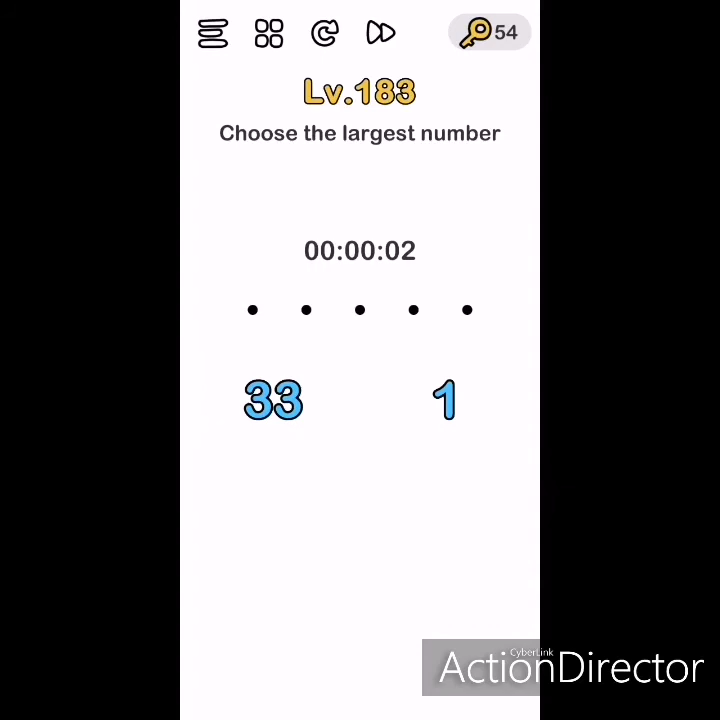 54
Lv.183
Choose the largest number
00:00:02
33 1
CyberLink
ActionDirector